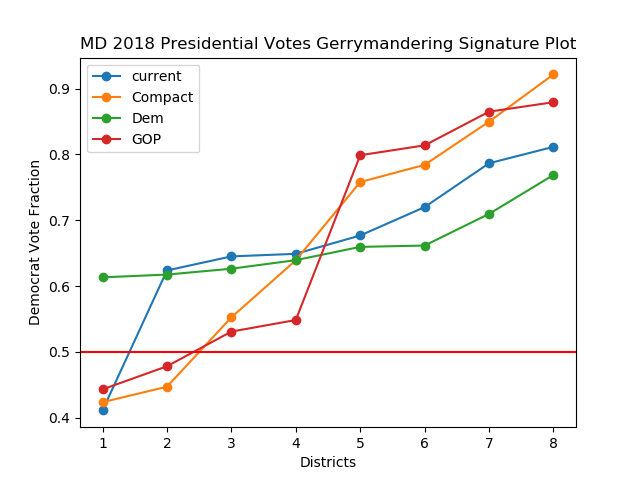 MD 2018 Presidential Votes Gerrymandering Signature Plot
current
Compact
Dem
GOP
Democrat Vote Fraction
0.9
0.8
0.7
0.6
0.5
0.4
1 2 3 4 5 6 7 8
Districts